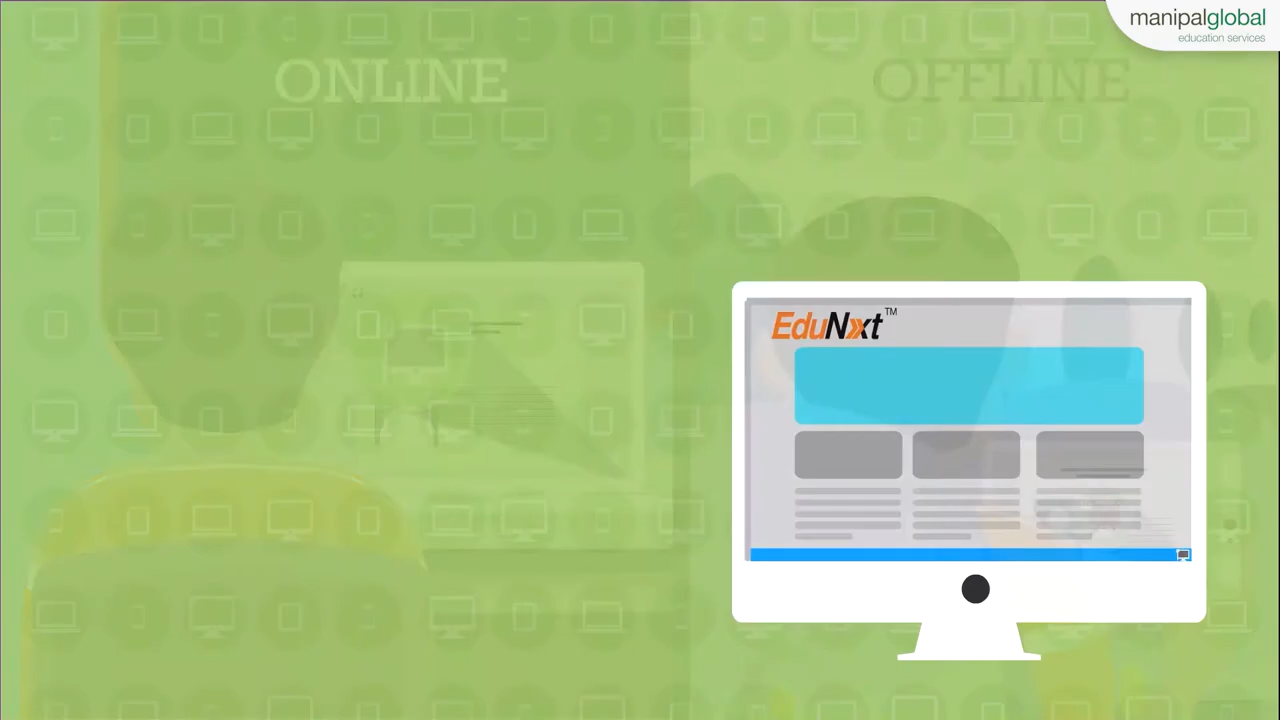 manipalglobal
education services
ONLINE
OFFLINE
EduNxt™